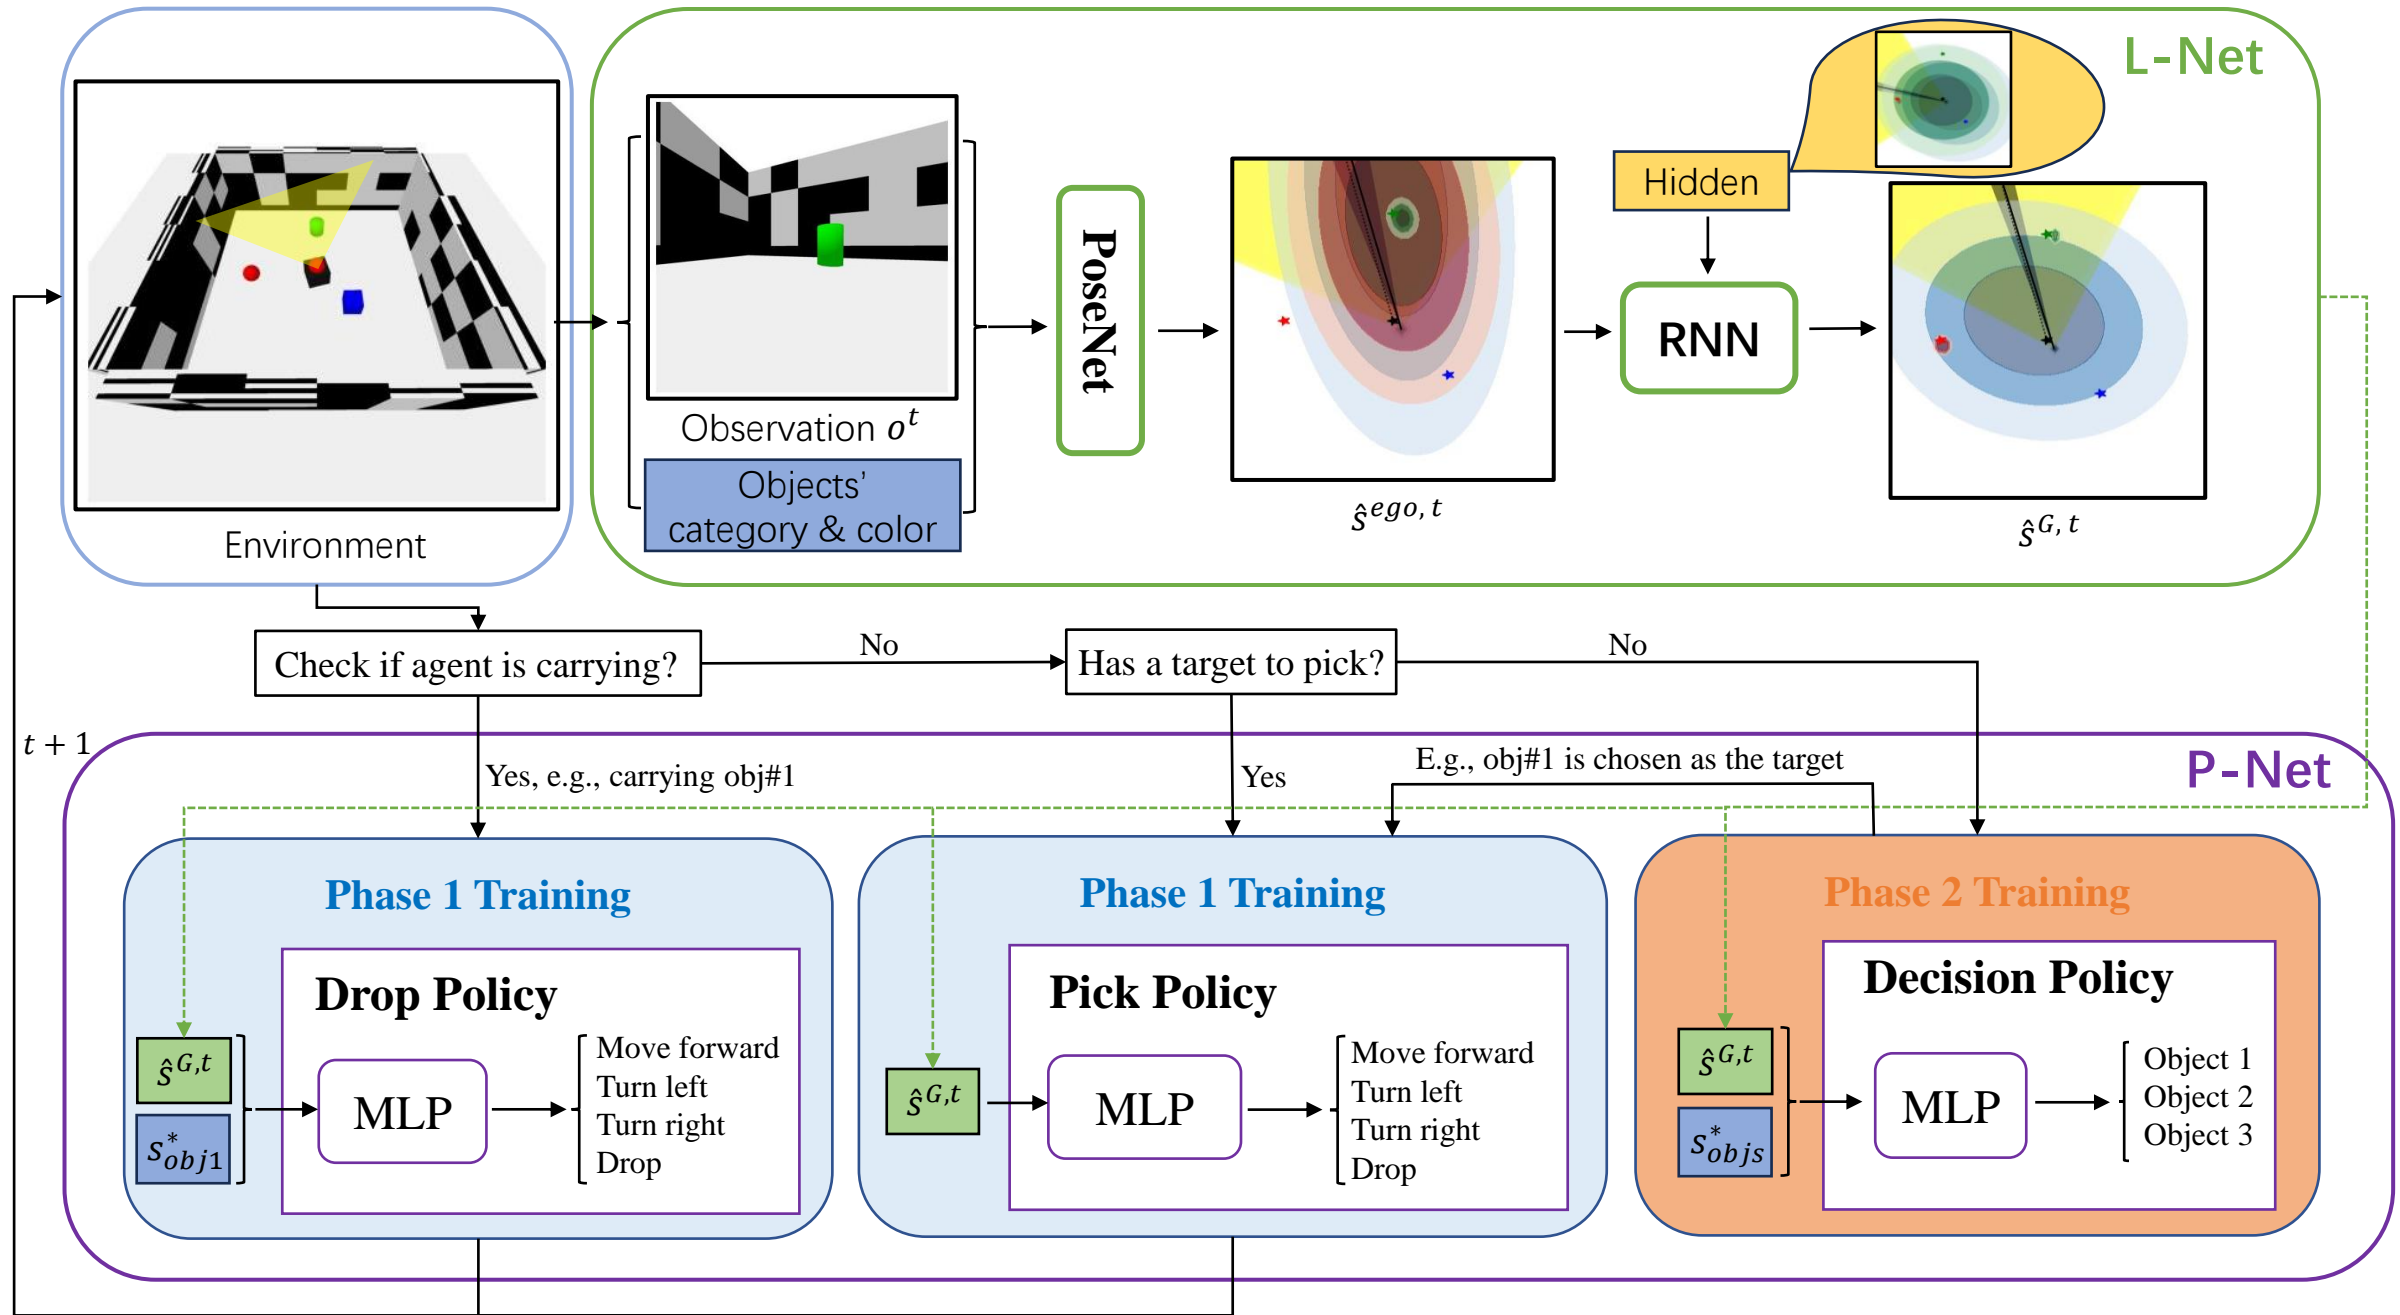 L-Net
Hidden
PoseNet
RNN
Observation o^t
Objects'
category & color
ŝ^{ego, t}
ŝ^{G, t}
Environment
Check if agent is carrying?
No
Has a target to pick?
No
t + 1
Yes, e.g., carrying obj#1
Yes
E.g., obj#1 is chosen as the target
P-Net
Phase 1 Training
Drop Policy
ŝ^{G,t}
s^*_{obj1}
MLP
Move forward
Turn left
Turn right
Drop
Phase 1 Training
Pick Policy
ŝ^{G,t}
MLP
Move forward
Turn left
Turn right
Drop
Phase 2 Training
Decision Policy
ŝ^{G,t}
s^*_{objs}
MLP
Object 1
Object 2
Object 3